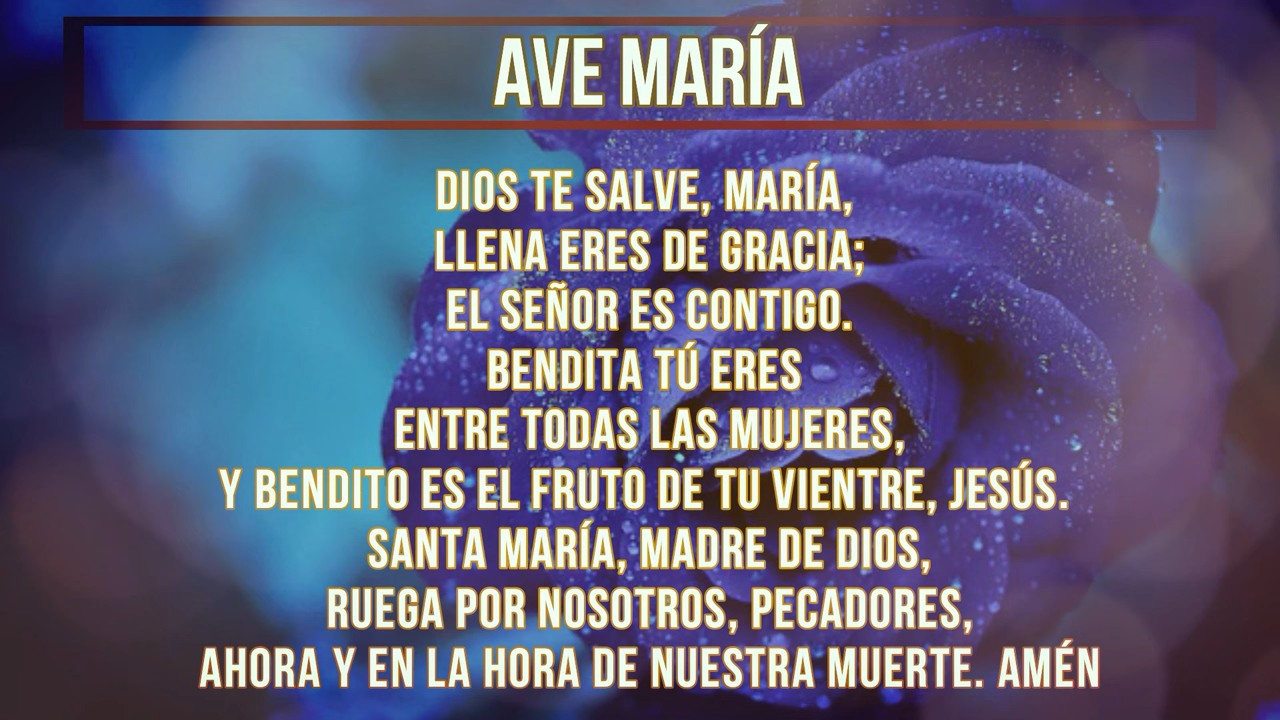 AVE MARÍA
DIOS TE SALVE, MARÍA,
LLENA ERES DE GRACIA;
EL SEÑOR ES CONTIGO.
BENDITA TÚ ERES
ENTRE TODAS LAS MUJERES,
Y BENDITO ES EL FRUTO DE TU VIENTRE, JESÚS.
SANTA MARÍA, MADRE DE DIOS,
RUEGA POR NOSOTROS, PECADORES,
AHORA Y EN LA HORA DE NUESTRA MUERTE. AMÉN